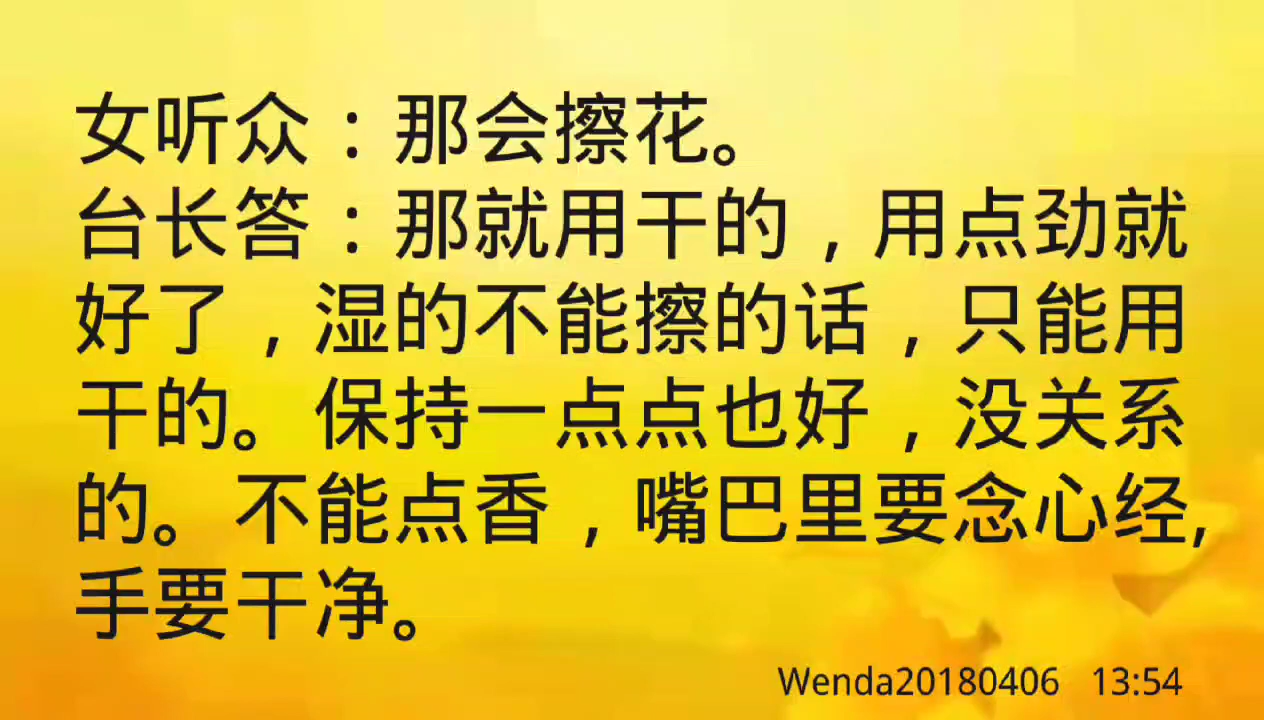 女听众：那会擦花。
台长答：那就用干的，用点劲就
好了，湿的不能擦的话，只能用
干的。保持一点点也好，没关系
的。不能点香，嘴巴里要念心经,
手要干净。
Wenda20180406 13:54